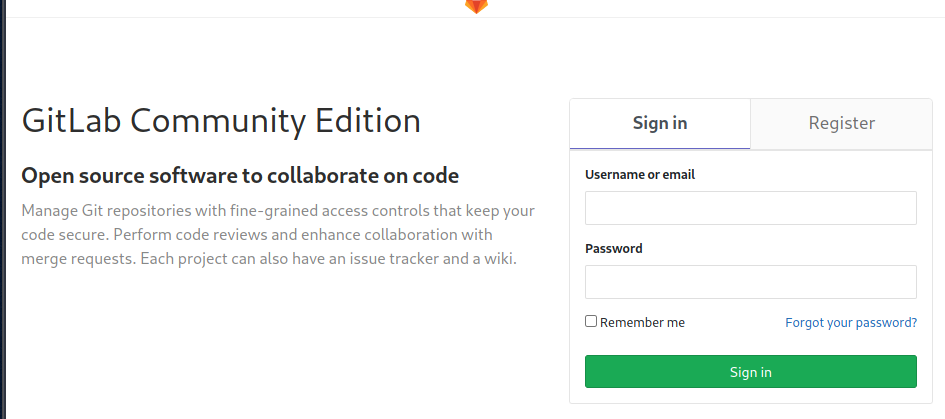 GitLab Community Edition
Open source software to collaborate on code
Manage Git repositories with fine-grained access controls that keep your
code secure. Perform code reviews and enhance collaboration with
merge requests. Each project can also have an issue tracker and a wiki.
Sign in
Register
Username or email
Password
Remember me
Forgot your password?
Sign in